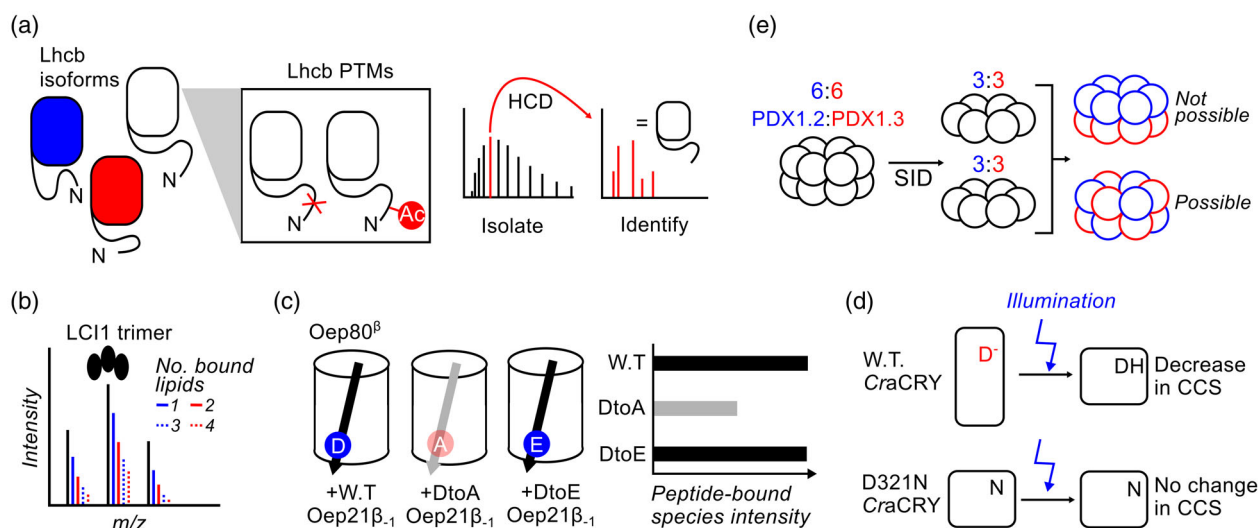 (a)
Lhcb
isoforms
N
N
N
Lhcb PTMs
N
N
Ac
HCD
=
Isolate
Identify
(e)
6:6
PDX1.2:PDX1.3
SID
3:3
3:3
Not
possible
Possible
(b)
LCI1 trimer
No. bound
lipids
1 2
3 4
Intensity
m/z
(c)
Oep80β
D
A
E
+W.T
Oep21β-1
+DtoA
Oep21β-1
+DtoE
Oep21β-1
W.T
DtoA
DtoE
Peptide-bound
species intensity
(d)
Illumination
W.T.
CraCRY
D-
DH
Decrease
in CCS
D321N
CraCRY
N
N
No change
in CCS